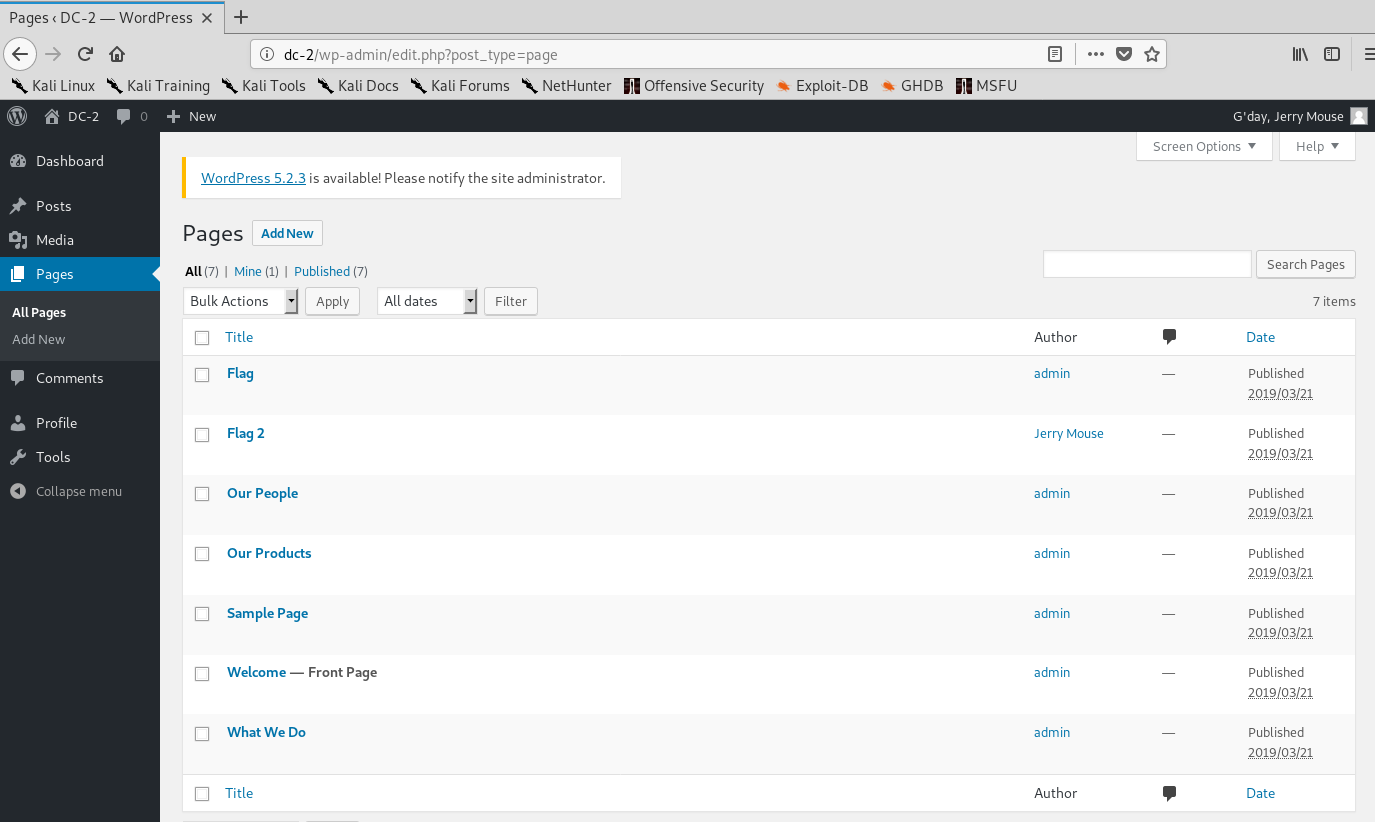 Pages ‹ DC-2 — WordPress
dc-2/wp-admin/edit.php?post_type=page
Kali Linux Kali Training Kali Tools Kali Docs Kali Forums NetHunter Offensive Security Exploit-DB GHDB MSFU
DC-2 0 New G'day, Jerry Mouse
Screen Options Help
Dashboard
Posts
Media
Pages
All Pages
Add New
Comments
Profile
Tools
Collapse menu
WordPress 5.2.3 is available! Please notify the site administrator.
Pages Add New
All (7) | Mine (1) | Published (7)
Search Pages
Bulk Actions Apply All dates Filter
7 items
Title Author Date
Flag admin — Published
2019/03/21
Flag 2 Jerry Mouse — Published
2019/03/21
Our People admin — Published
2019/03/21
Our Products admin — Published
2019/03/21
Sample Page admin — Published
2019/03/21
Welcome — Front Page admin — Published
2019/03/21
What We Do admin — Published
2019/03/21
Title Author Date